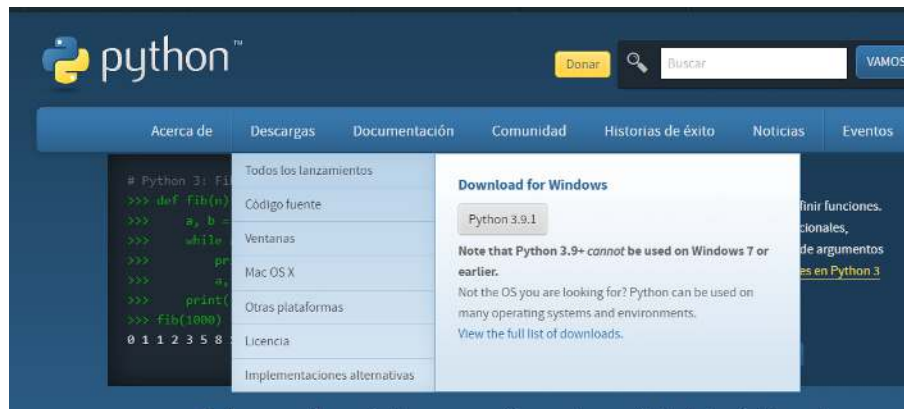 python™
Donar
Buscar
VAMOS
Acerca de Descargas Documentación Comunidad Historias de éxito Noticias Eventos
# Python 3: Fi
>>> def fib(n)
>>> a, b =
>>> while
>>> pr
>>> a,
>>> print(
>>> fib(1000)
0 1 1 2 3 5 8
Todos los lanzamientos
Código fuente
Ventanas
Mac OS X
Otras plataformas
Licencia
Implementaciones alternativas
Download for Windows
Python 3.9.1
Note that Python 3.9+ cannot be used on Windows 7 or
earlier.
Not the OS you are looking for? Python can be used on
many operating systems and environments.
View the full list of downloads.
finir funciones.
cionales,
de argumentos
es en Python 3